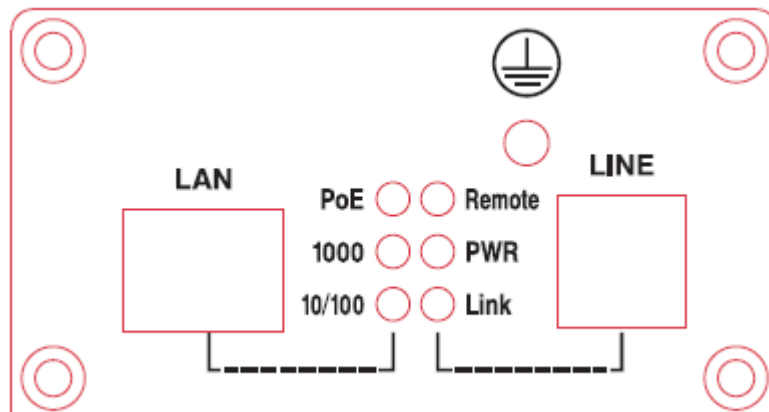 LAN
LINE
PoE Remote
1000 PWR
10/100 Link